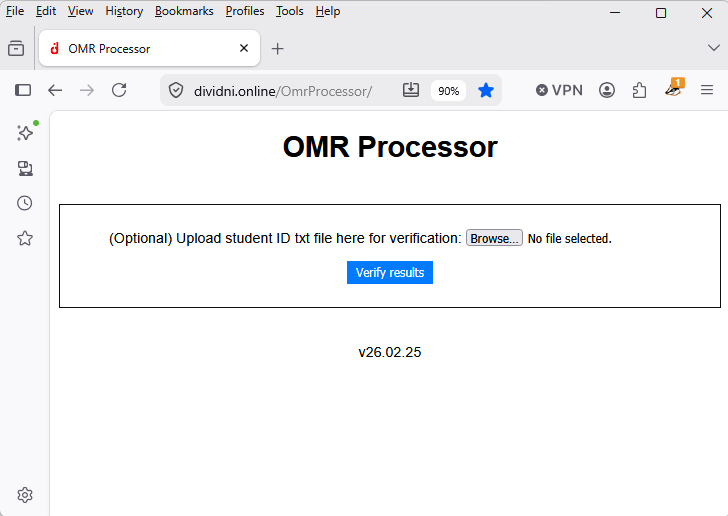 File Edit View History Bookmarks Profiles Tools Help
OMR Processor
dividni.online/OmrProcessor/ 90% VPN 1
OMR Processor
(Optional) Upload student ID txt file here for verification: Browse... No file selected.
Verify results
v26.02.25